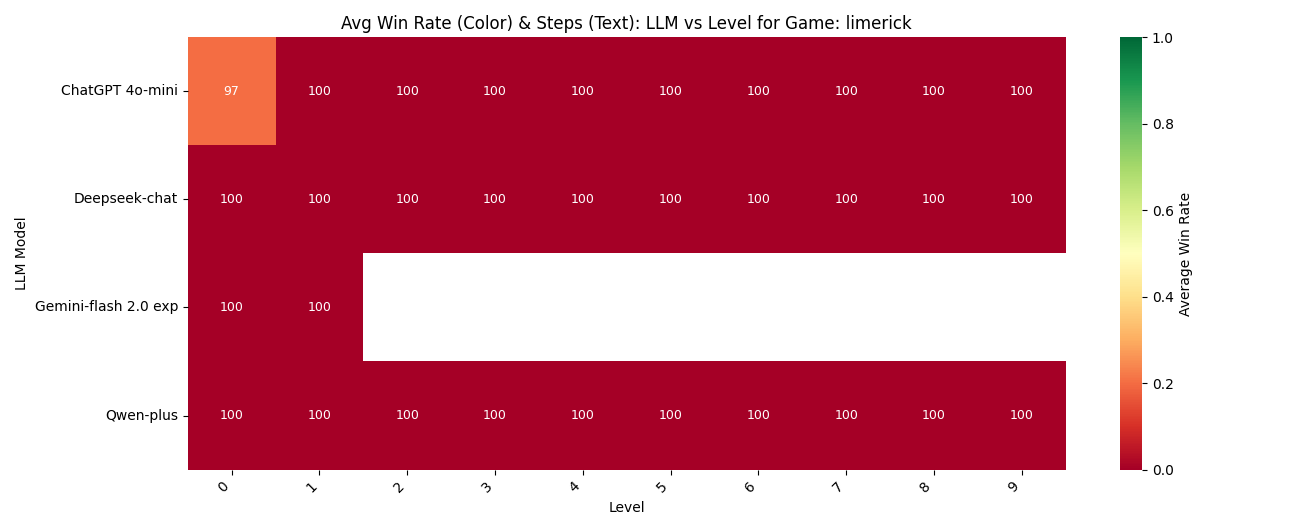 Avg Win Rate (Color) & Steps (Text): LLM vs Level for Game: limerick
LLM Model
ChatGPT 4o-mini 97 100 100 100 100 100 100 100 100 100
Deepseek-chat 100 100 100 100 100 100 100 100 100 100
Gemini-flash 2.0 exp 100 100
Qwen-plus 100 100 100 100 100 100 100 100 100 100
0 1 2 3 4 5 6 7 8 9
Level
1.0
0.8
0.6
0.4
0.2
0.0
Average Win Rate